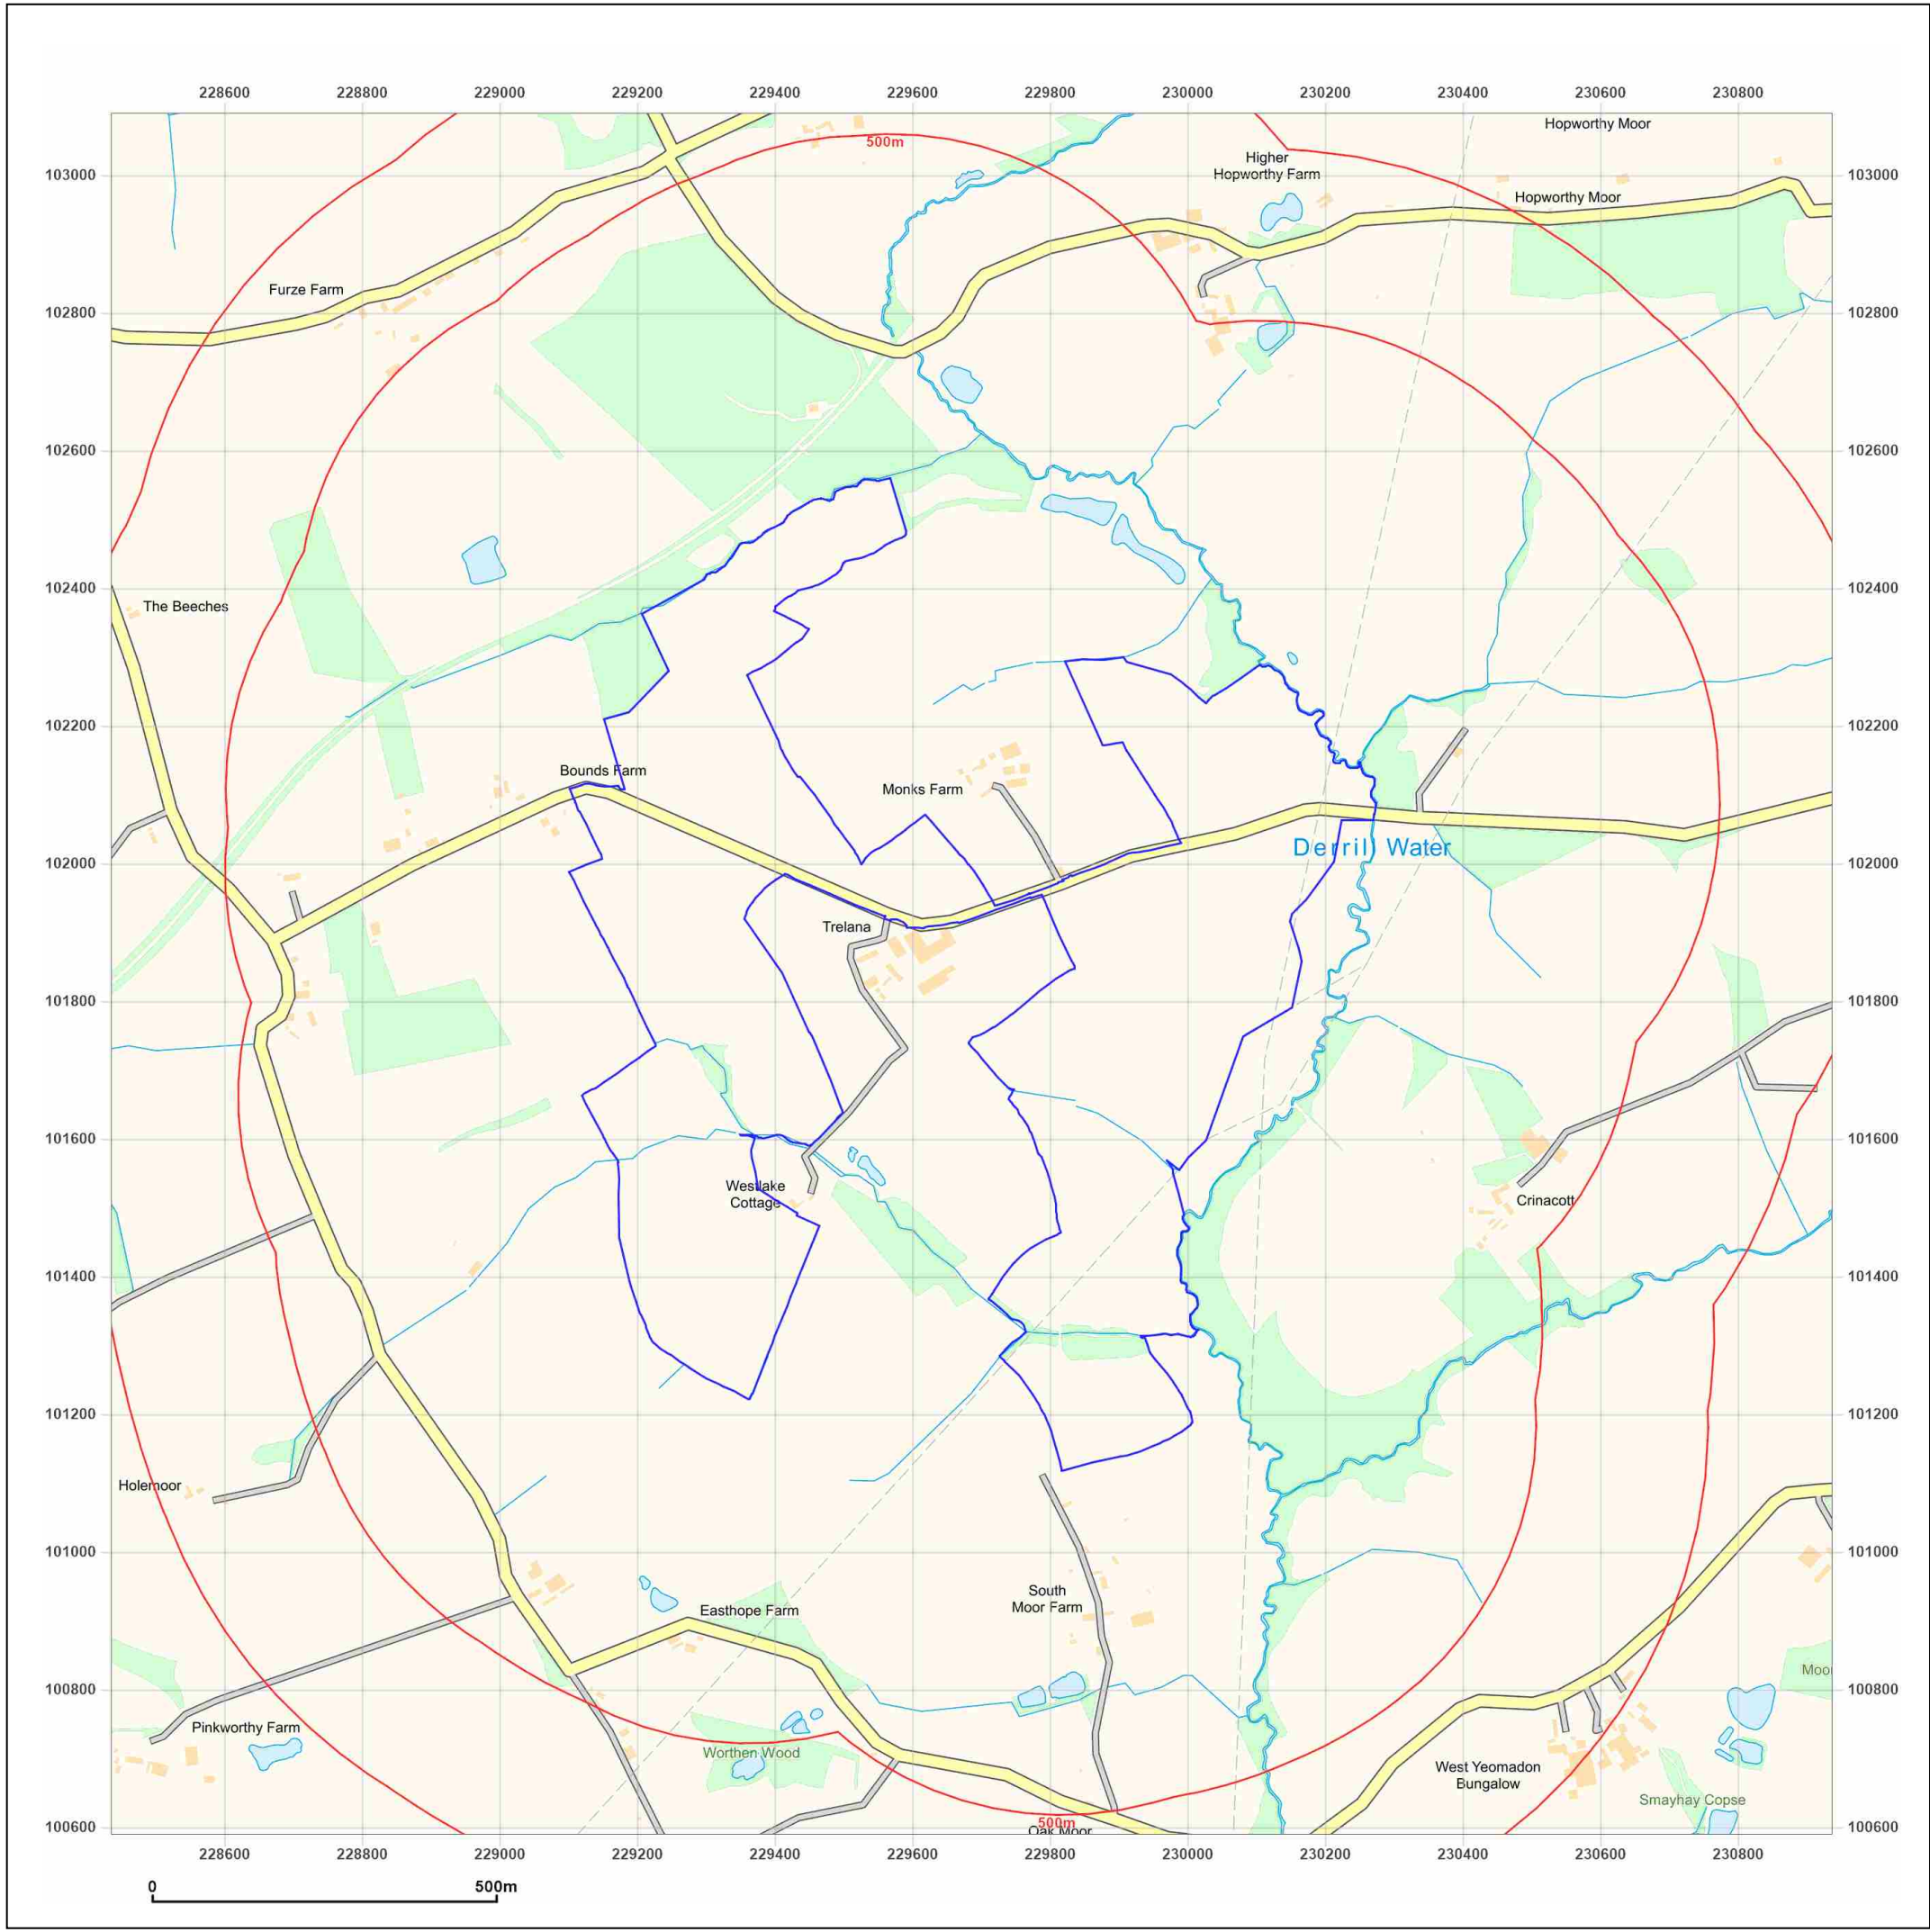 228600 228800 229000 229200 229400 229600 229800 230000 230200 230400 230600 230800
Hopworthy Moor
500m
Higher
Hopworthy Farm
103000
103000
Hopworthy Moor
Furze Farm
102800
102800
102600
102600
102400
102400
The Beeches
102200
102200
Bounds Farm
Monks Farm
Derrill Water
102000
102000
Trelana
101800
101800
101600
101600
Westlake
Cottage
Crinacott
101400
101400
101200
101200
Holemoor
101000
101000
South
Moor Farm
Easthope Farm
100800
100800
Moor
Pinkworthy Farm
Worthen Wood
West Yeomadon
Bungalow
Smayhay Copse
500m
Oak Moor
100600
100600
228600 228800 229000 229200 229400 229600 229800 230000 230200 230400 230600 230800
0 500m